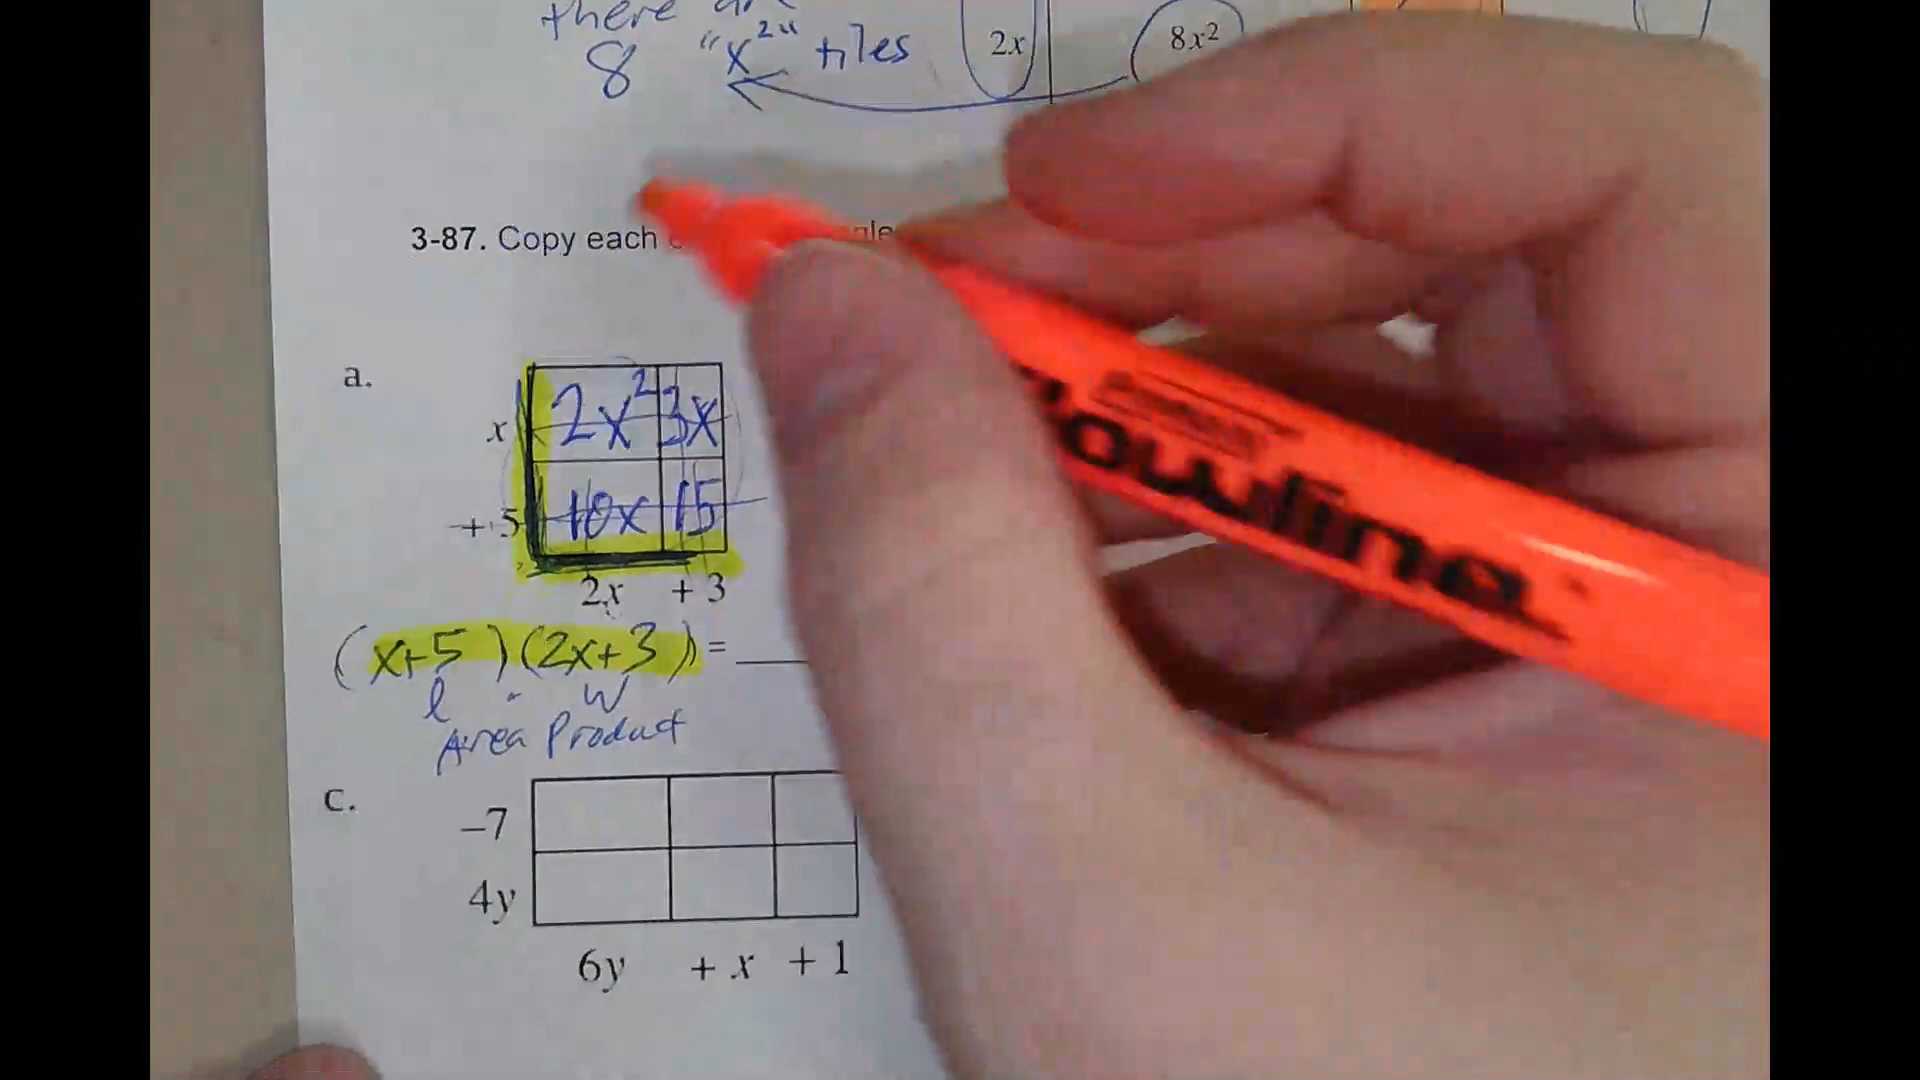 there
8 "x²" tiles
2x
8x²
3-87. Copy each
a.
x
2x² 3x
+ 5
10x 15
2x + 3
(x+5)(2x+3) =
l · w
Area Product
c.
–7
4y
6y + x + 1